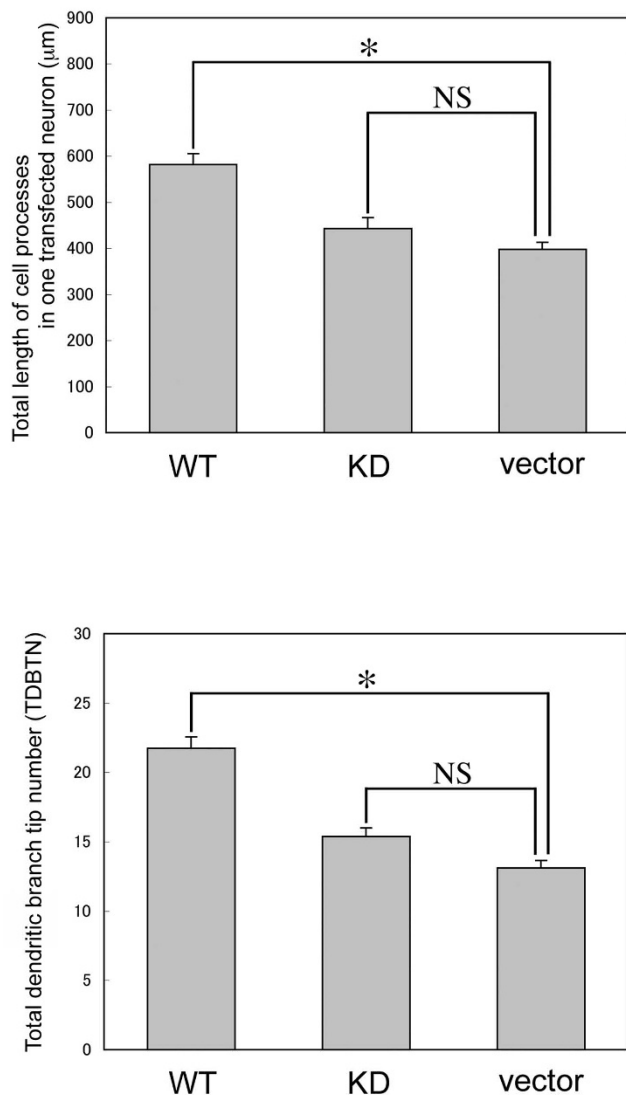 Total length of cell processes
in one transfected neuron (μm)
900
800
700
600
500
400
300
200
100
0
*
NS
WT KD vector
Total dendritic branch tip number (TDBTN)
30
25
20
15
10
5
0
*
NS
WT KD vector